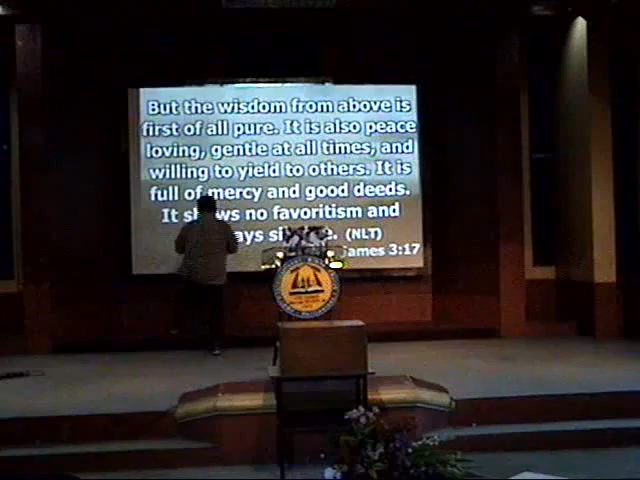 But the wisdom from above is
first of all pure. It is also peace
loving, gentle at all times, and
willing to yield to others. It is
full of mercy and good deeds.
It no favoritism and
(NLT)
James 3:17